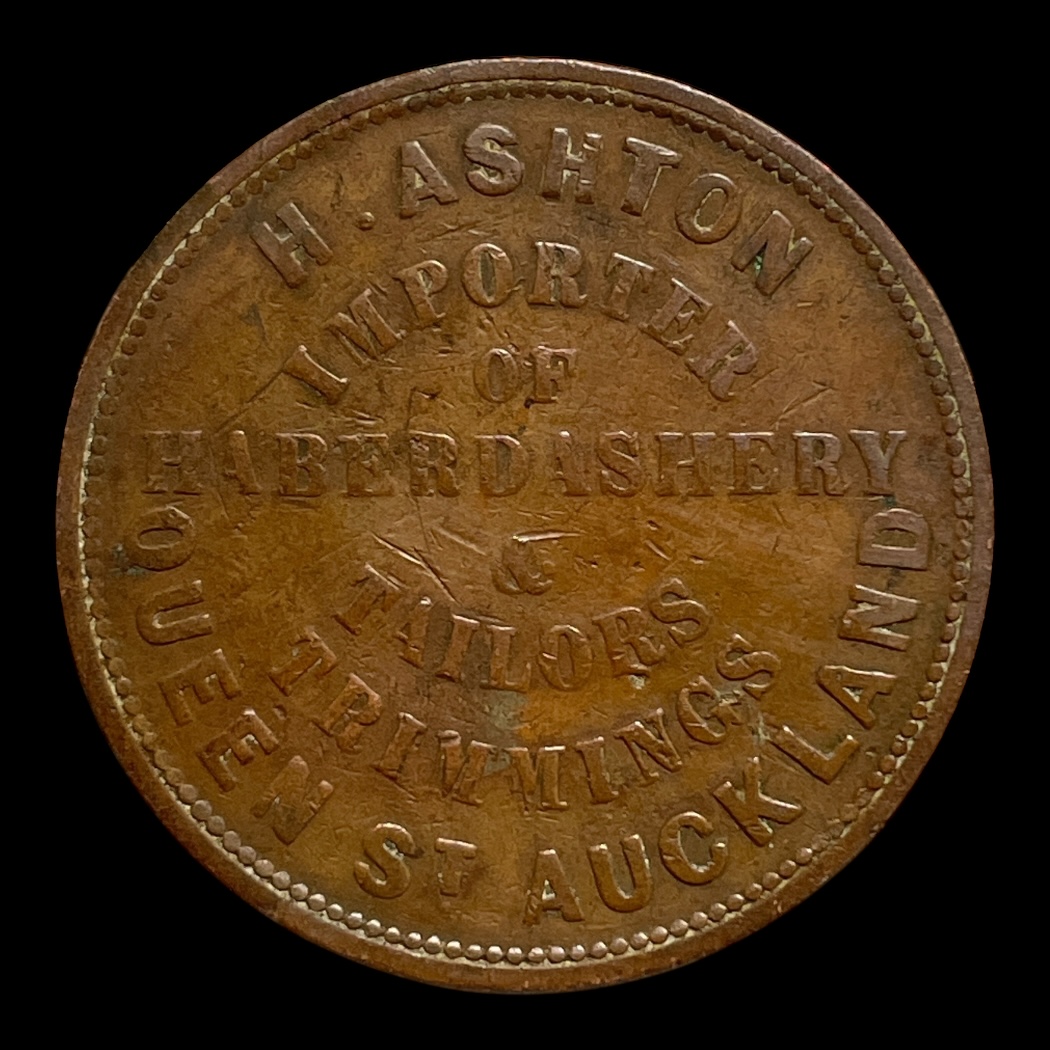 H. ASHTON
IMPORTER
OF
HABERDASHERY
&
TAILORS
TRIMMINGS
QUEEN ST AUCKLAND